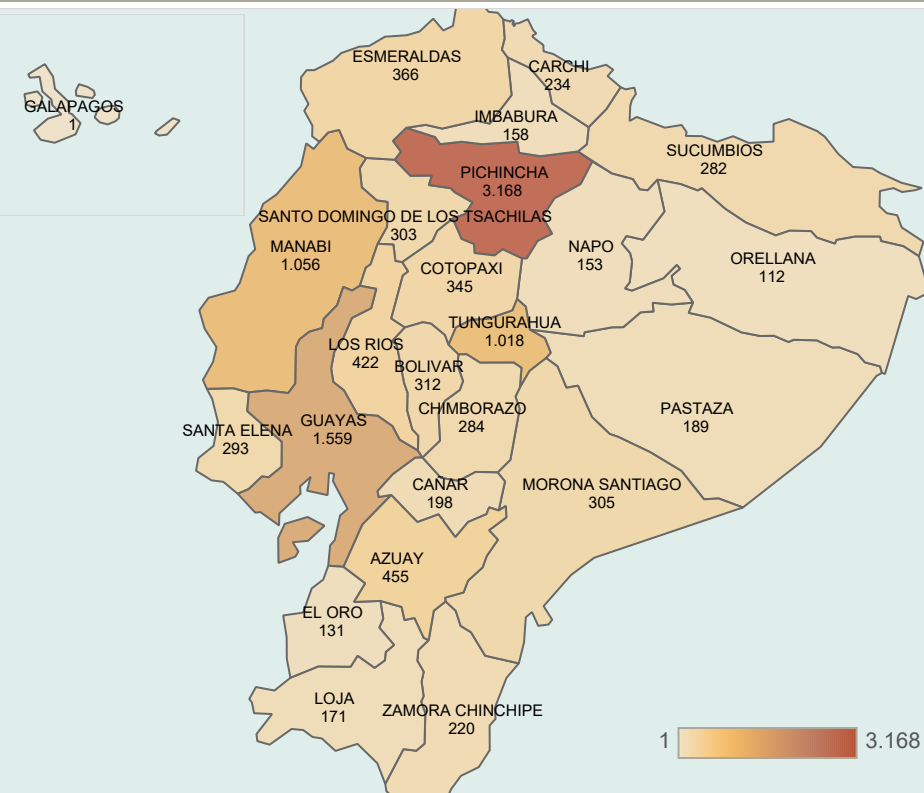 ESMERALDAS
366
CARCHI
234
GALAPAGOS
1
IMBABURA
158
SUCUMBIOS
282
PICHINCHA
3.168
SANTO DOMINGO DE LOS TSACHILAS
303
MANABI
1.056
NAPO
153
ORELLANA
112
COTOPAXI
345
TUNGURAHUA
1.018
LOS RIOS
422
BOLIVAR
312
CHIMBORAZO
284
PASTAZA
189
GUAYAS
1.559
SANTA ELENA
293
CAÑAR
198
MORONA SANTIAGO
305
AZUAY
455
EL ORO
131
LOJA
171
ZAMORA CHINCHIPE
220
1
3.168